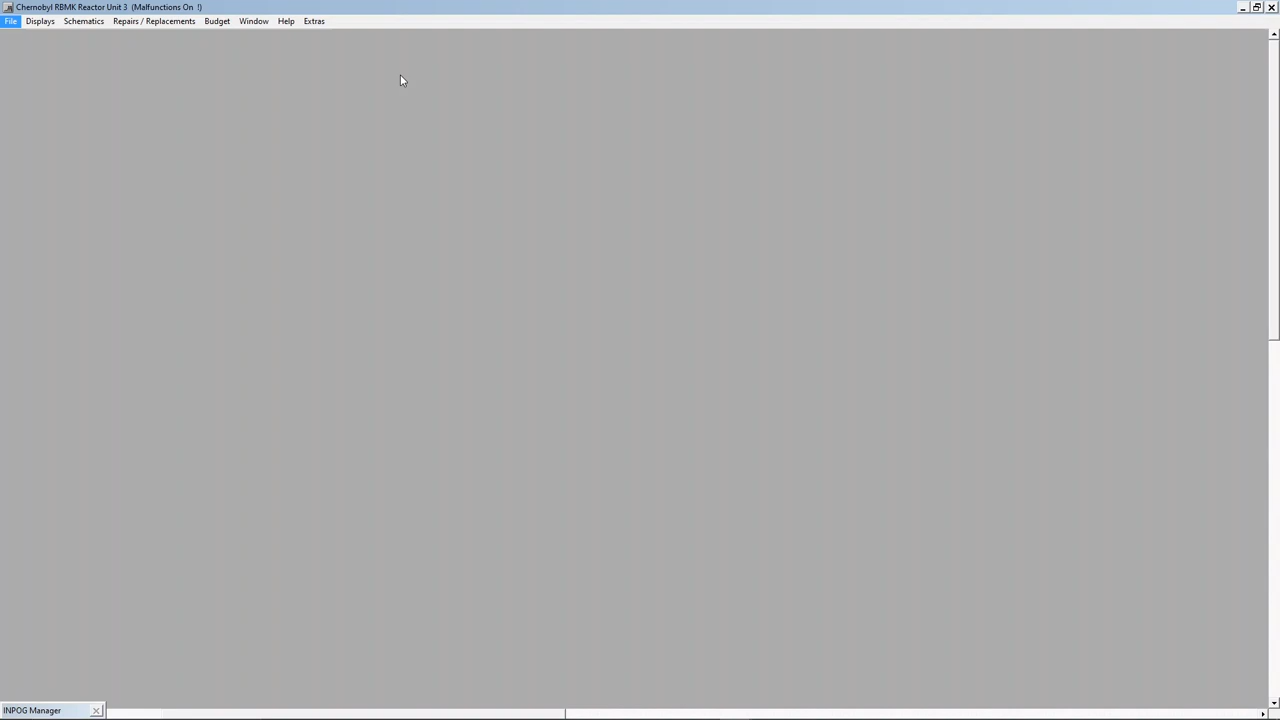 Chernobyl RBMK Reactor Unit 3 (Malfunctions On !)
File Displays Schematics Repairs / Replacements Budget Window Help Extras
INPOG Manager